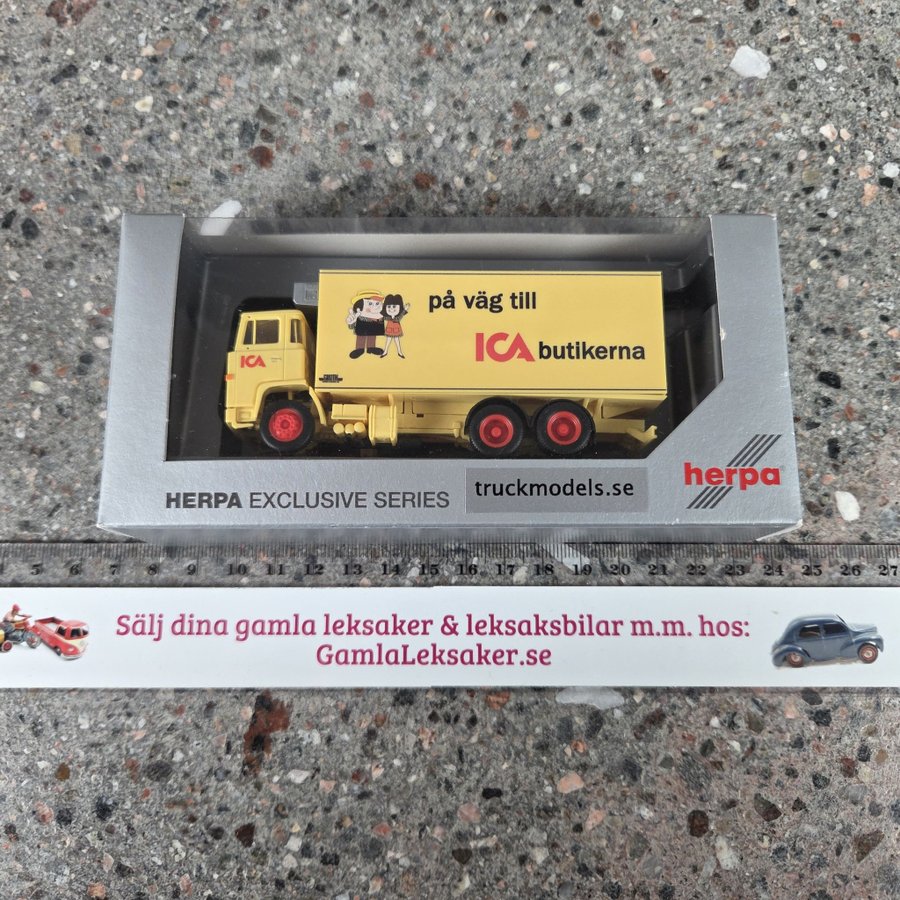 på väg till
ICA butikerna
ICA
HERPA EXCLUSIVE SERIES
truckmodels.se
herpa
5 6 7 8 9 10 11 12 13 14 15 16 17 18 19 20 21 22 23 24 25 26 27
Sälj dina gamla leksaker & leksaksbilar m.m. hos:
GamlaLeksaker.se